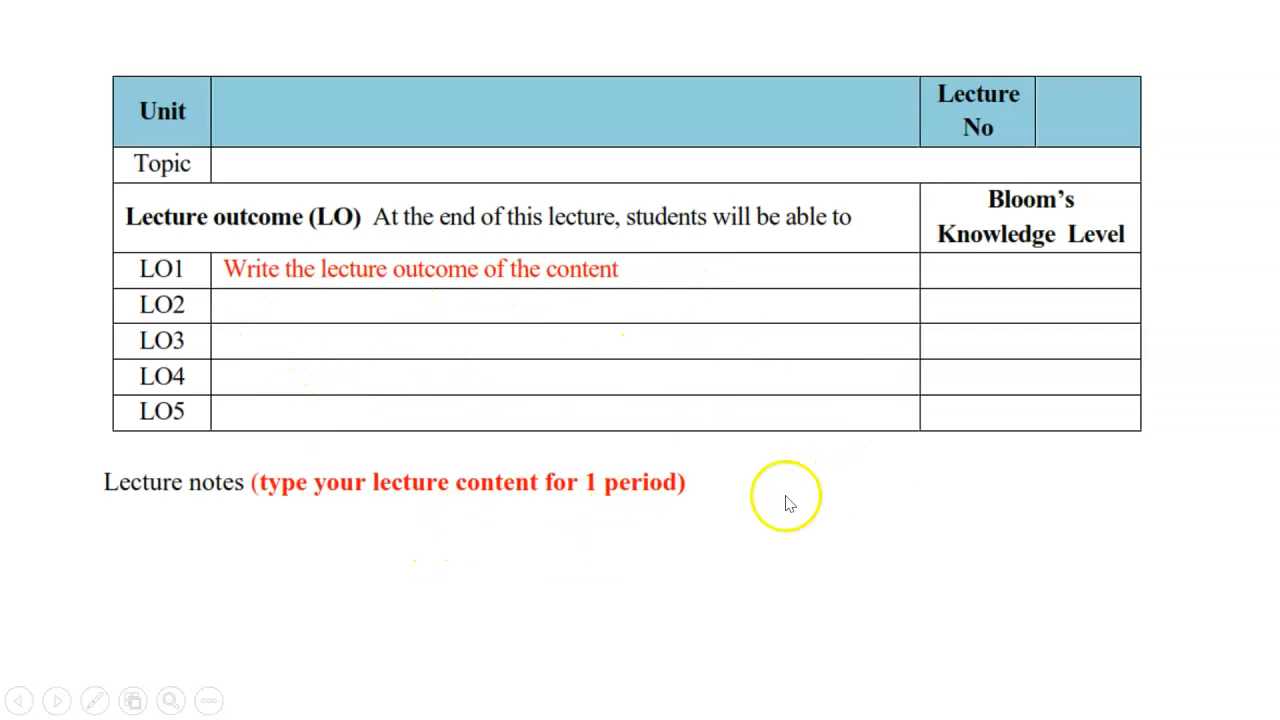 Unit
Lecture
No
Topic
Lecture outcome (LO) At the end of this lecture, students will be able to
Bloom’s
Knowledge Level
LO1 Write the lecture outcome of the content
LO2
LO3
LO4
LO5
Lecture notes (type your lecture content for 1 period)